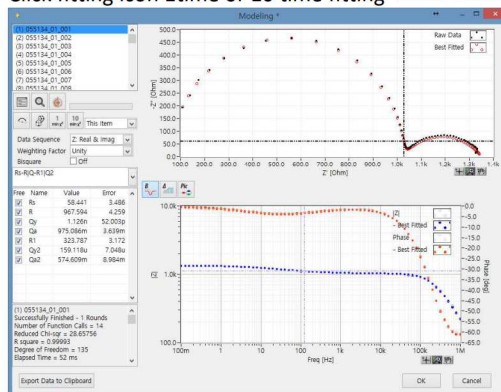 Click fitting icon 1time or 10 time fitting
Modeling *
(1) 055134_01_001
(2) 055134_01_002
(3) 055134_01_003
(4) 055134_01_004
(5) 055134_01_005
(6) 055134_01_006
(7) 055134_01_007
(8) 055134_01_008
1
10
This Item
Data Sequence Z: Real & Imag
Weighting Factor Unity
Bisquare Off
Rs-R|Q-R1|Q2
Free Name Value Error
Rs 58.441 3.486
R 967.594 4.259
Qy 1.126n 52.003p
Qa 975.086m 3.639m
R1 323.787 3.172
Qy2 159.118u 7.048u
Qa2 574.609m 8.984m
(1) 055134_01_001
Successfully Finished - 1 Rounds
Number of Function Calls = 14
Reduced Chi-sqr = 28.65756
R square = 0.99993
Degree of Freedom = 135
Elapsed Time = 52 ms
Export Data to Clipboard
500.0
450.0
400.0
350.0
300.0
250.0
200.0
150.0
100.0
50.0
0.0
-Z" [Ohm]
Raw Data
Best Fitted
100.0 200.0 300.0 400.0 500.0 600.0 700.0 800.0 900.0 1.0k 1.1k 1.2k 1.3k 1.4k
Z' [Ohm]
10.0k
1.0k
100.0
|Z|
|Z|
- Best Fitted
Phase
- Best Fitted
0.0
-5.0
-10.0
-15.0
-20.0
-25.0
-30.0
-35.0
-40.0
-45.0
-50.0
-55.0
-60.0
-65.0
Phase [deg]
100m 1 10 100 1k 10k 100k 1M
Freq [Hz]
OK
Cancel